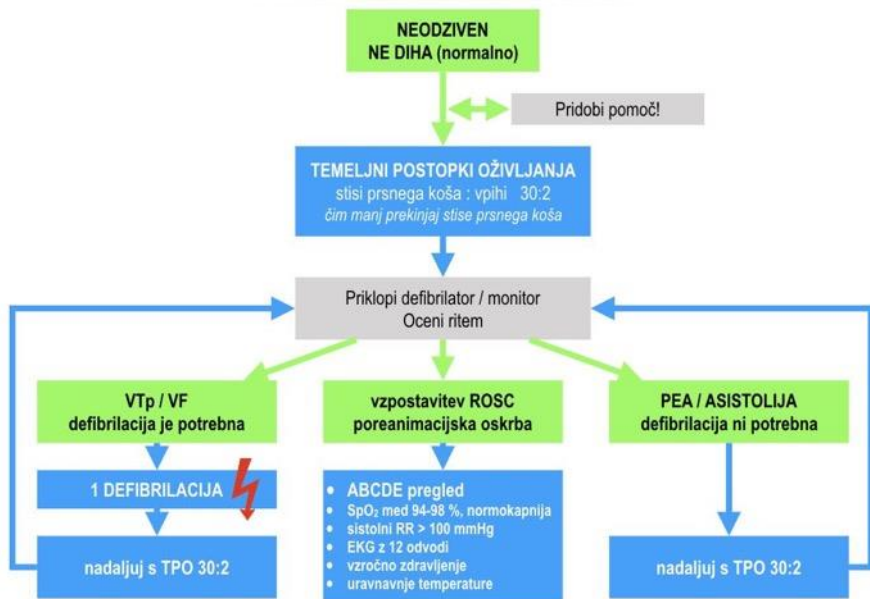 NEODZIVEN
NE DIHA (normalno)
Pridobi pomoč!
TEMELJNI POSTOPKI OŽIVLJANJA
stisi prsnega koša : vpihi 30:2
čim manj prekinjaj stise prsnega koša
Priklopi defibrilator / monitor
Oceni ritem
VTp / VF
defibrilacija je potrebna
vzpostavitev ROSC
poreanimacijska oskrba
PEA / ASISTOLIJA
defibrilacija ni potrebna
1 DEFIBRILACIJA
nadaljuj s TPO 30:2
• ABCDE pregled
• SpO₂ med 94-98 %, normokapnija
• sistolni RR > 100 mmHg
• EKG z 12 odvodi
• vzročno zdravljenje
• uravnavnje temperature
nadaljuj s TPO 30:2